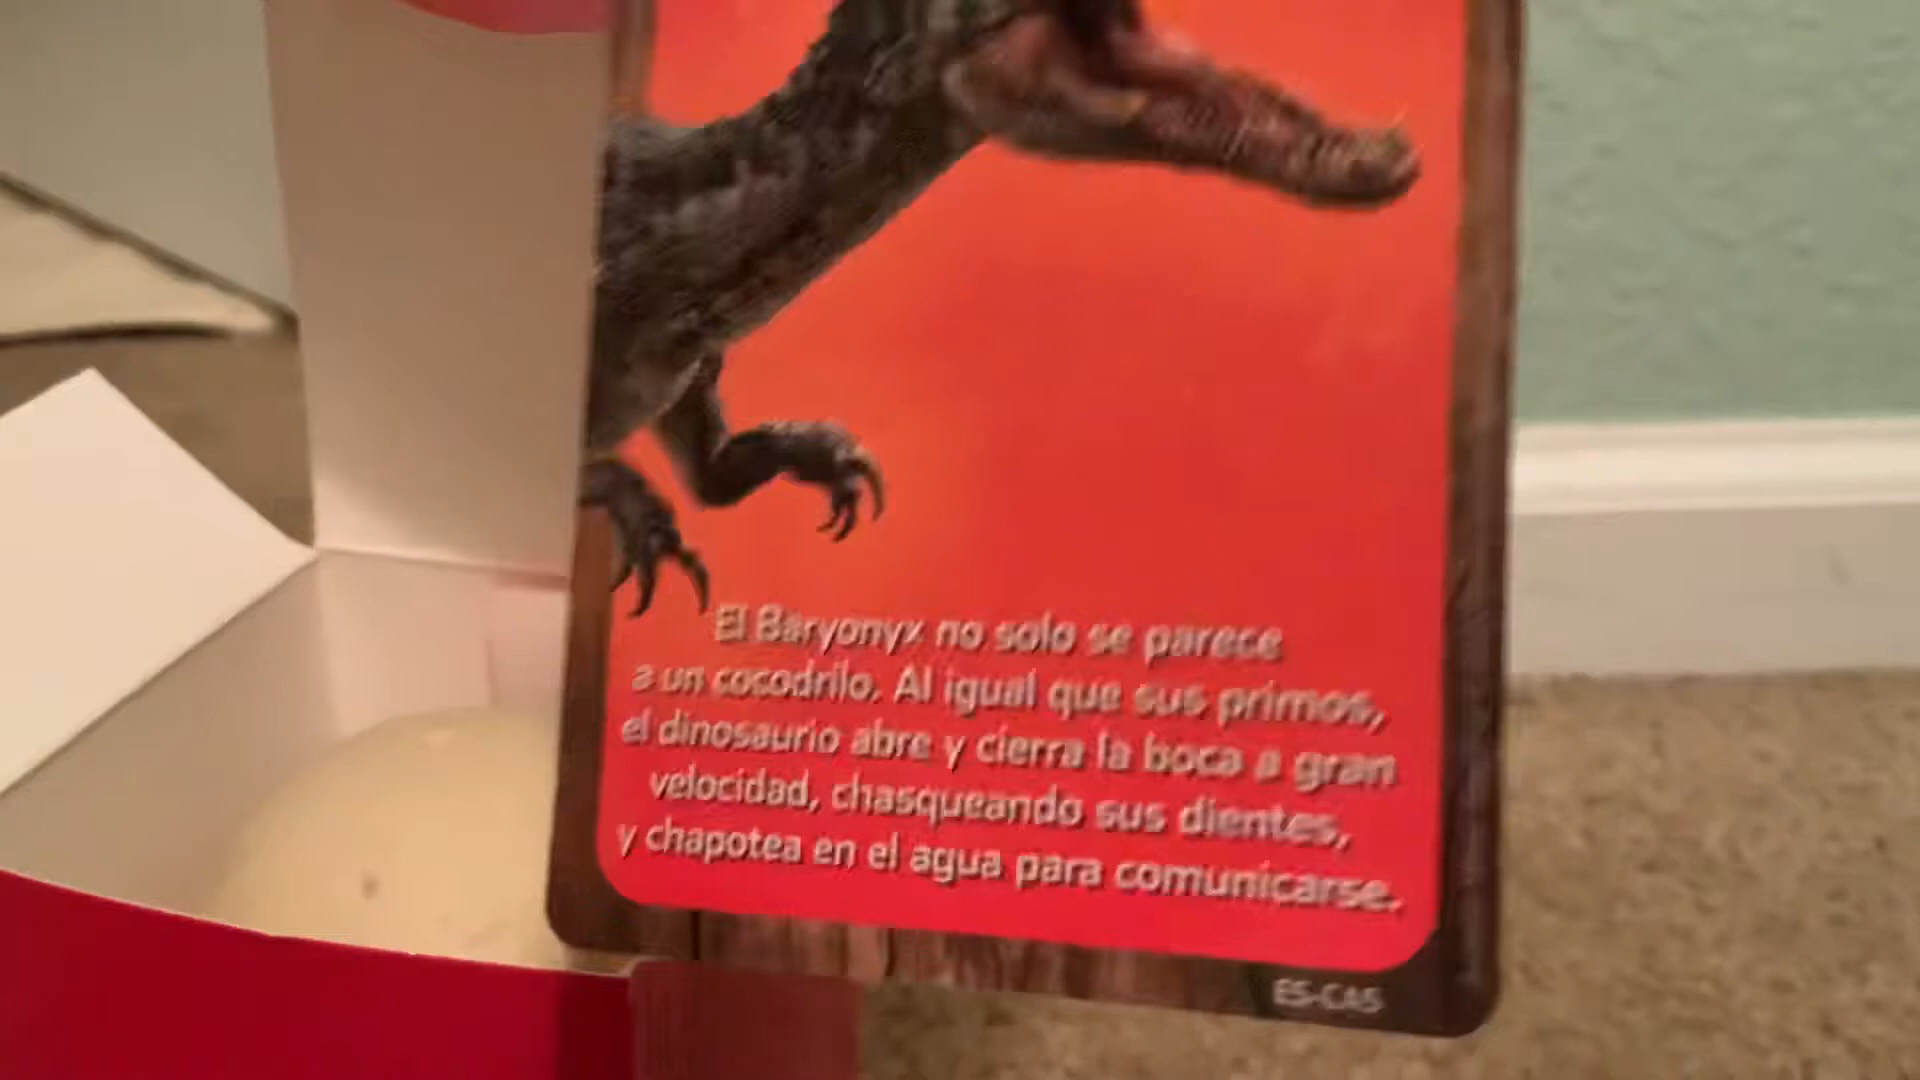 El Baryonyx no solo se parece
a un cocodrilo. Al igual que sus primos,
el dinosaurio abre y cierra la boca a gran
velocidad, chasqueando sus dientes,
y chapotea en el agua para comunicarse.
ES-CAS